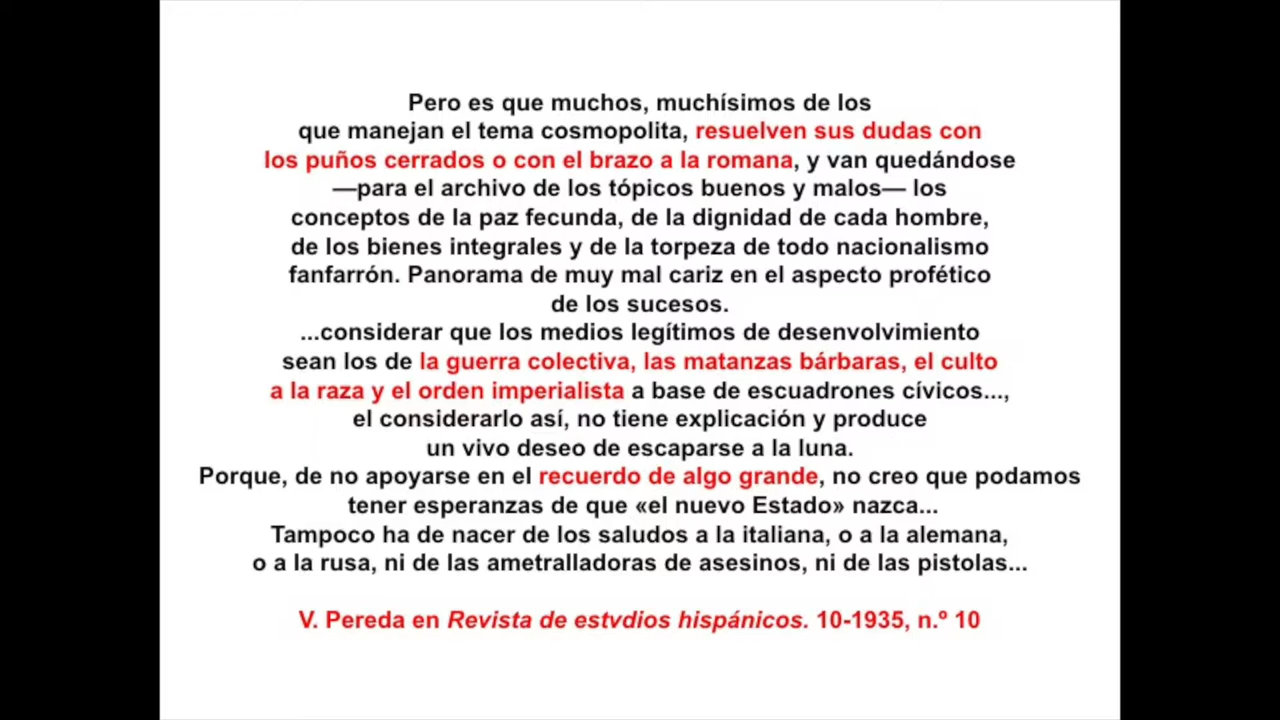 Pero es que muchos, muchísimos de los
que manejan el tema cosmopolita, resuelven sus dudas con
los puños cerrados o con el brazo a la romana, y van quedándose
—para el archivo de los tópicos buenos y malos— los
conceptos de la paz fecunda, de la dignidad de cada hombre,
de los bienes integrales y de la torpeza de todo nacionalismo
fanfarrón. Panorama de muy mal cariz en el aspecto profético
de los sucesos.
...considerar que los medios legítimos de desenvolvimiento
sean los de la guerra colectiva, las matanzas bárbaras, el culto
a la raza y el orden imperialista a base de escuadrones cívicos...,
el considerarlo así, no tiene explicación y produce
un vivo deseo de escaparse a la luna.
Porque, de no apoyarse en el recuerdo de algo grande, no creo que podamos
tener esperanzas de que «el nuevo Estado» nazca...
Tampoco ha de nacer de los saludos a la italiana, o a la alemana,
o a la rusa, ni de las ametralladoras de asesinos, ni de las pistolas...
V. Pereda en Revista de estvdios hispánicos. 10-1935, n.º 10